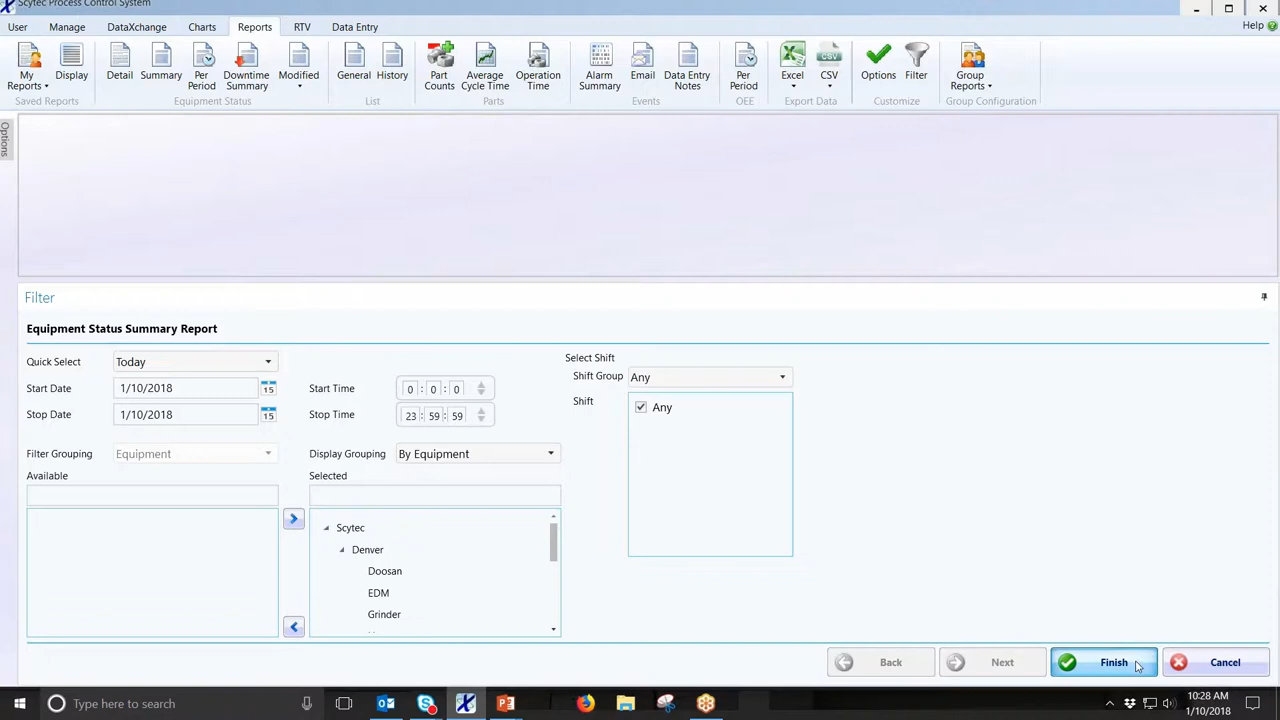 Scytec Process Control System
User Manage DataXchange Charts Reports RTV Data Entry Help
My Reports Display Detail Summary Per Period Downtime Summary Modified General History Part Counts Average Cycle Time Operation Time Alarm Summary Email Data Entry Notes Per Period Excel CSV Options Filter Group Reports
Saved Reports Equipment Status List Parts Events OEE Export Data Customize Group Configuration
Options
Filter
Equipment Status Summary Report
Quick Select Today
Start Date 1/10/2018 15 Start Time 0 : 0 : 0
Stop Date 1/10/2018 15 Stop Time 23 : 59 : 59
Select Shift
Shift Group Any
Shift Any
Filter Grouping Equipment Display Grouping By Equipment
Available Selected
Scytec
Denver
Doosan
EDM
Grinder
Back Next Finish Cancel
Type here to search
10:28 AM
1/10/2018